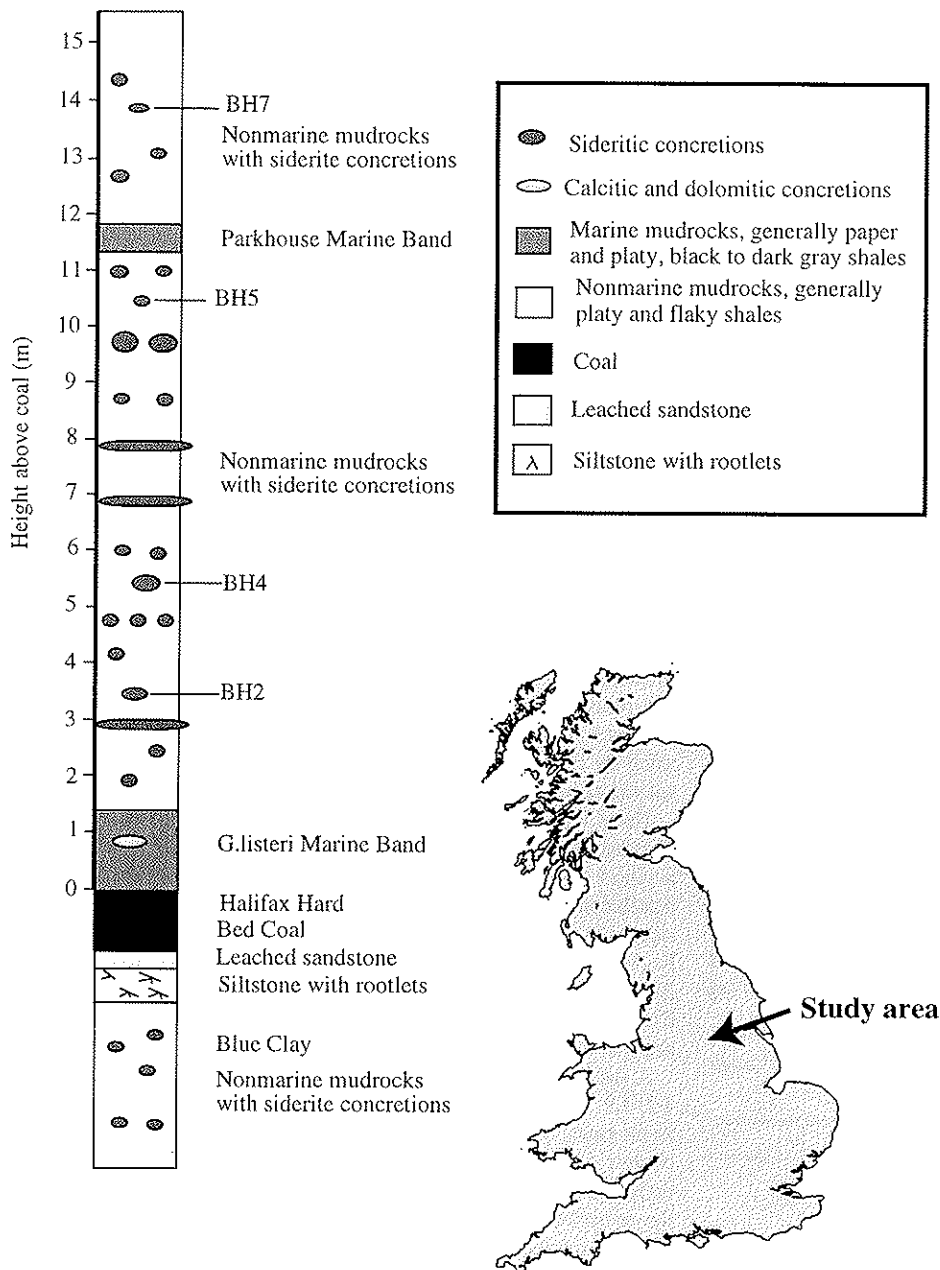 15
14
13
12
11
10
9
8
7
6
5
4
3
2
1
0
Height above coal (m)
BH7
Nonmarine mudrocks
with siderite concretions
Parkhouse Marine Band
BH5
Nonmarine mudrocks
with siderite concretions
BH4
BH2
G.listeri Marine Band
Halifax Hard
Bed Coal
Leached sandstone
Siltstone with rootlets
Blue Clay
Nonmarine mudrocks
with siderite concretions
Sideritic concretions
Calcitic and dolomitic concretions
Marine mudrocks, generally paper
and platy, black to dark gray shales
Nonmarine mudrocks, generally
platy and flaky shales
Coal
Leached sandstone
Siltstone with rootlets
Study area